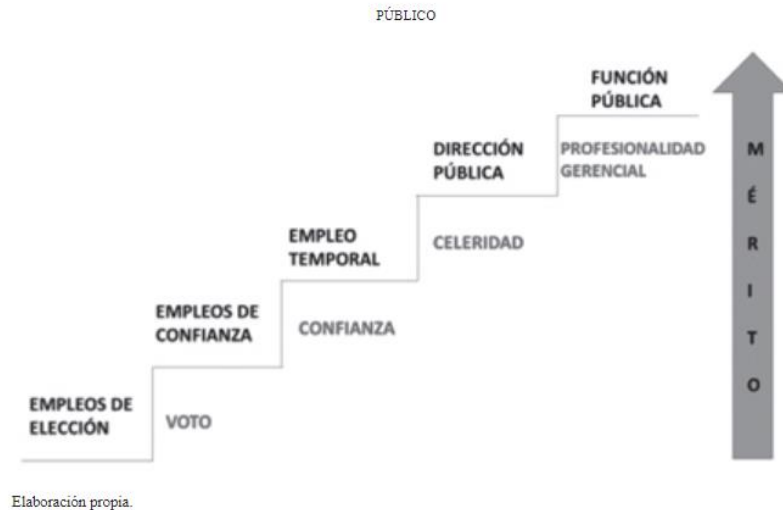 PÚBLICO
FUNCIÓN
PÚBLICA
PROFESIONALIDAD
GERENCIAL
DIRECCIÓN
PÚBLICA
CELERIDAD
EMPLEO
TEMPORAL
CONFIANZA
EMPLEOS DE
CONFIANZA
VOTO
EMPLEOS DE
ELECCIÓN
M
É
R
I
T
O
Elaboración propia.